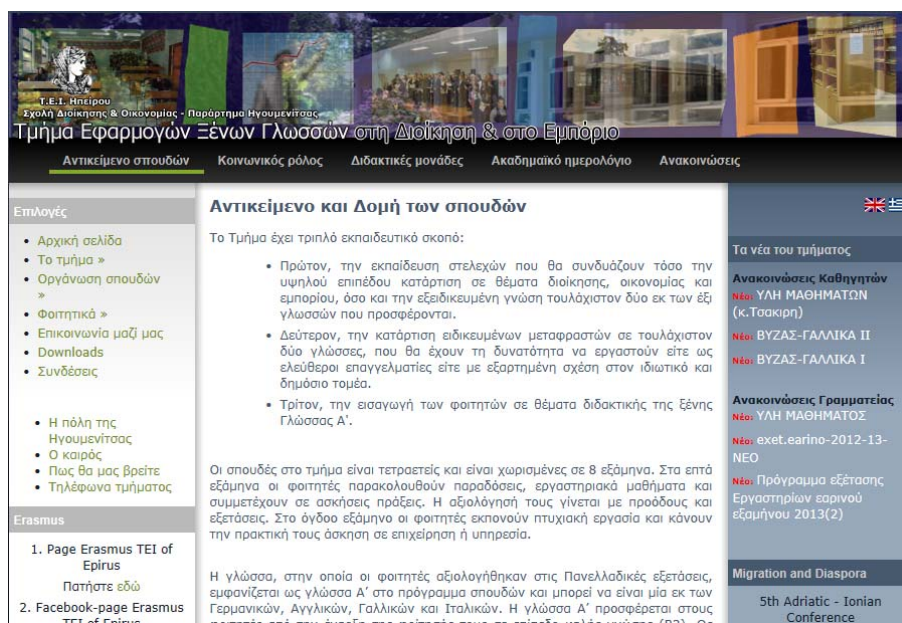 Τ.Ε.Ι. Ηπείρου
Σχολή Διοίκησης & Οικονομίας - Παράρτημα Ηγουμενίτσας
Τμήμα Εφαρμογών Ξένων Γλωσσών στη Διοίκηση & στο Εμπόριο
Αντικείμενο σπουδών Κοινωνικός ρόλος Διδακτικές μονάδες Ακαδημαϊκό ημερολόγιο Ανακοινώσεις
Επιλογές
• Αρχική σελίδα
• Το τμήμα »
• Οργάνωση σπουδών
»
• Φοιτητικά »
• Επικοινωνία μαζί μας
• Downloads
• Συνδέσεις
• Η πόλη της
Ηγουμενίτσας
• Ο καιρός
• Πως θα μας βρείτε
• Τηλέφωνα τμήματος
Erasmus
1. Page Erasmus TEI of
Epirus
Πατήστε εδώ
2. Facebook-page Erasmus
TEI of Epirus
Αντικείμενο και Δομή των σπουδών
Το Τμήμα έχει τριπλό εκπαιδευτικό σκοπό:
• Πρώτον, την εκπαίδευση στελεχών που θα συνδυάζουν τόσο την
υψηλού επιπέδου κατάρτιση σε θέματα διοίκησης, οικονομίας και
εμπορίου, όσο και την εξειδικευμένη γνώση τουλάχιστον δύο εκ των έξι
γλωσσών που προσφέρονται.
• Δεύτερον, την κατάρτιση ειδικευμένων μεταφραστών σε τουλάχιστον
δύο γλώσσες, που θα έχουν τη δυνατότητα να εργαστούν είτε ως
ελεύθεροι επαγγελματίες είτε με εξαρτημένη σχέση στον ιδιωτικό και
δημόσιο τομέα.
• Τρίτον, την εισαγωγή των φοιτητών σε θέματα διδακτικής της ξένης
Γλώσσας Α'.
Οι σπουδές στο τμήμα είναι τετραετείς και είναι χωρισμένες σε 8 εξάμηνα. Στα επτά
εξάμηνα οι φοιτητές παρακολουθούν παραδόσεις, εργαστηριακά μαθήματα και
συμμετέχουν σε ασκήσεις πράξεις. Η αξιολόγησή τους γίνεται με προόδους και
εξετάσεις. Στο όγδοο εξάμηνο οι φοιτητές εκπονούν πτυχιακή εργασία και κάνουν
την πρακτική τους άσκηση σε επιχείρηση ή υπηρεσία.
Η γλώσσα, στην οποία οι φοιτητές αξιολογήθηκαν στις Πανελλαδικές εξετάσεις,
εμφανίζεται ως γλώσσα Α' στο πρόγραμμα σπουδών και μπορεί να είναι μία εκ των
Γερμανικών, Αγγλικών, Γαλλικών και Ιταλικών. Η γλώσσα Α' προσφέρεται στους
Τα νέα του τμήματος
Ανακοινώσεις Καθηγητών
Νέο: ΥΛΗ ΜΑΘΗΜΑΤΩΝ
(κ.Τσακιρη)
Νέο: ΒΥΖΑΣ-ΓΑΛΛΙΚΑ ΙΙ
Νέο: ΒΥΖΑΣ-ΓΑΛΛΙΚΑ Ι
Ανακοινώσεις Γραμματείας
Νέο: ΥΛΗ ΜΑΘΗΜΑΤΟΣ
Νέο: exet.earino-2012-13-
NEO
Νέο: Πρόγραμμα εξέτασης
Εργαστηρίων εαρινού
εξαμήνου 2013(2)
Migration and Diaspora
5th Adriatic - Ionian
Conference